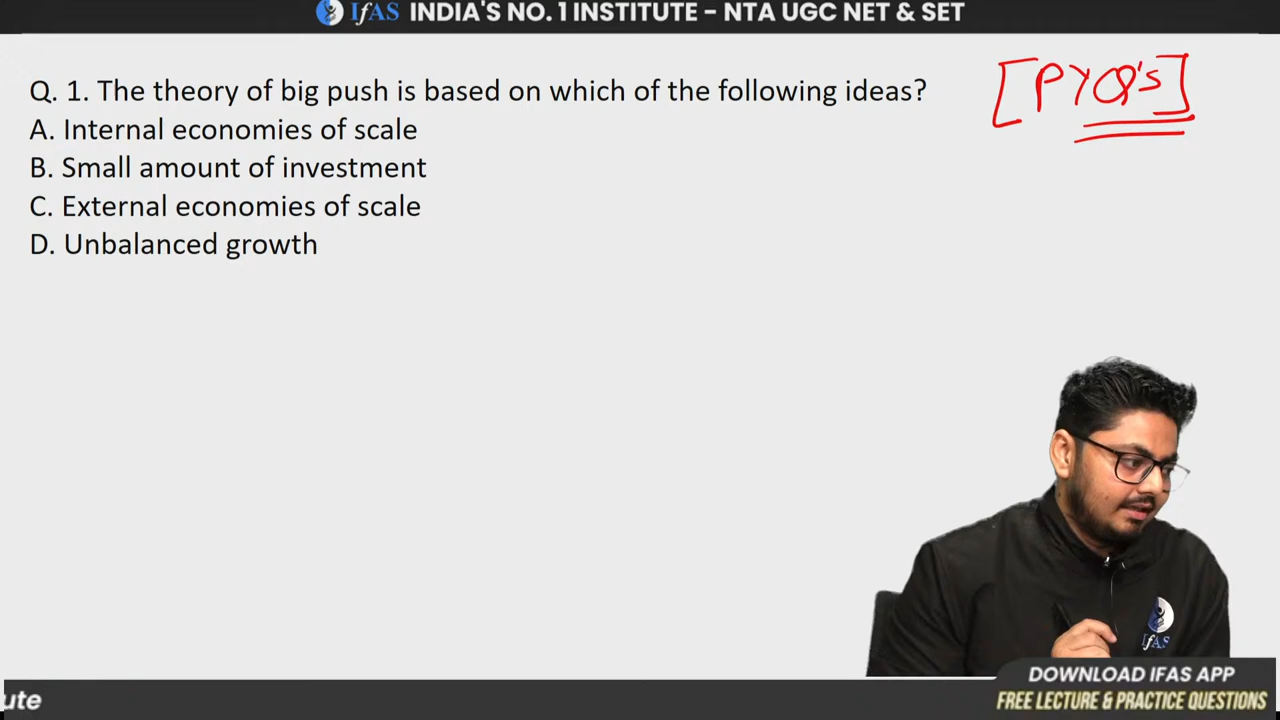 IFAS INDIA'S NO. 1 INSTITUTE – NTA UGC NET & SET
[PYQ's]
Q. 1. The theory of big push is based on which of the following ideas?
A. Internal economies of scale
B. Small amount of investment
C. External economies of scale
D. Unbalanced growth
IfAS
DOWNLOAD IFAS APP
FREE LECTURE & PRACTICE QUESTIONS
ute